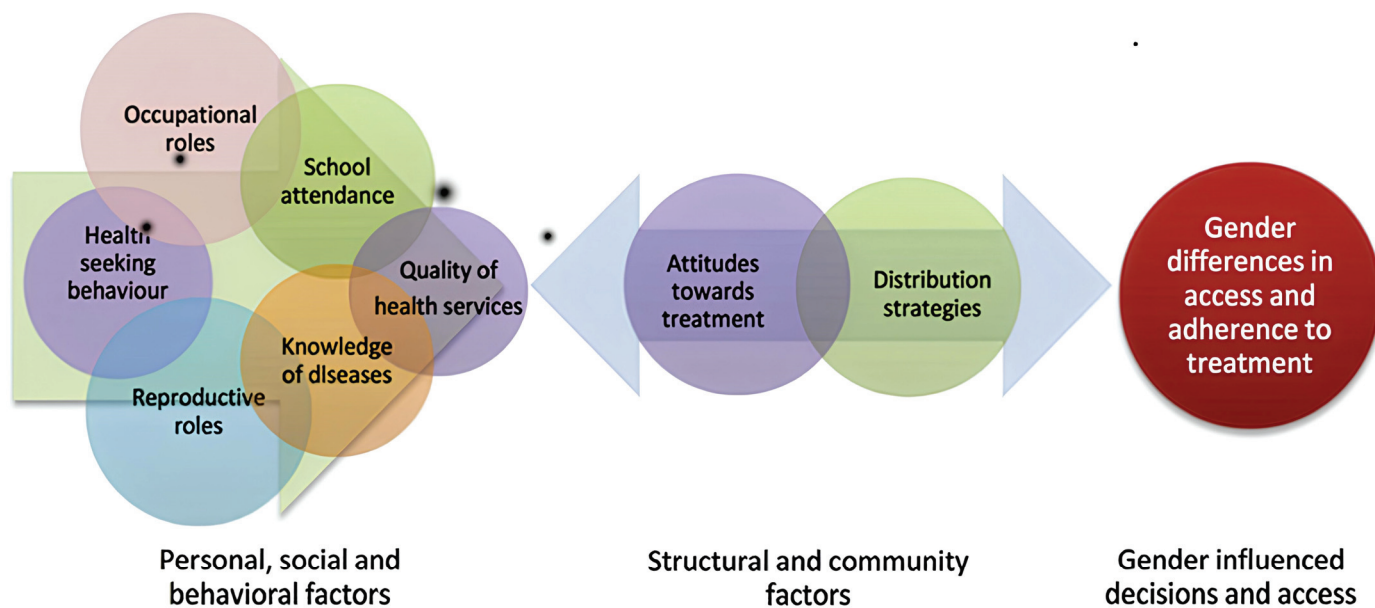 Occupational
roles
School
attendance
Health
seeking
behaviour
Quality of
health services
Knowledge
of dIseases
Reproductive
roles
Attitudes
towards
treatment
Distribution
strategies
Gender
differences in
access and
adherence to
treatment
Personal, social and
behavioral factors
Structural and community
factors
Gender influenced
decisions and access